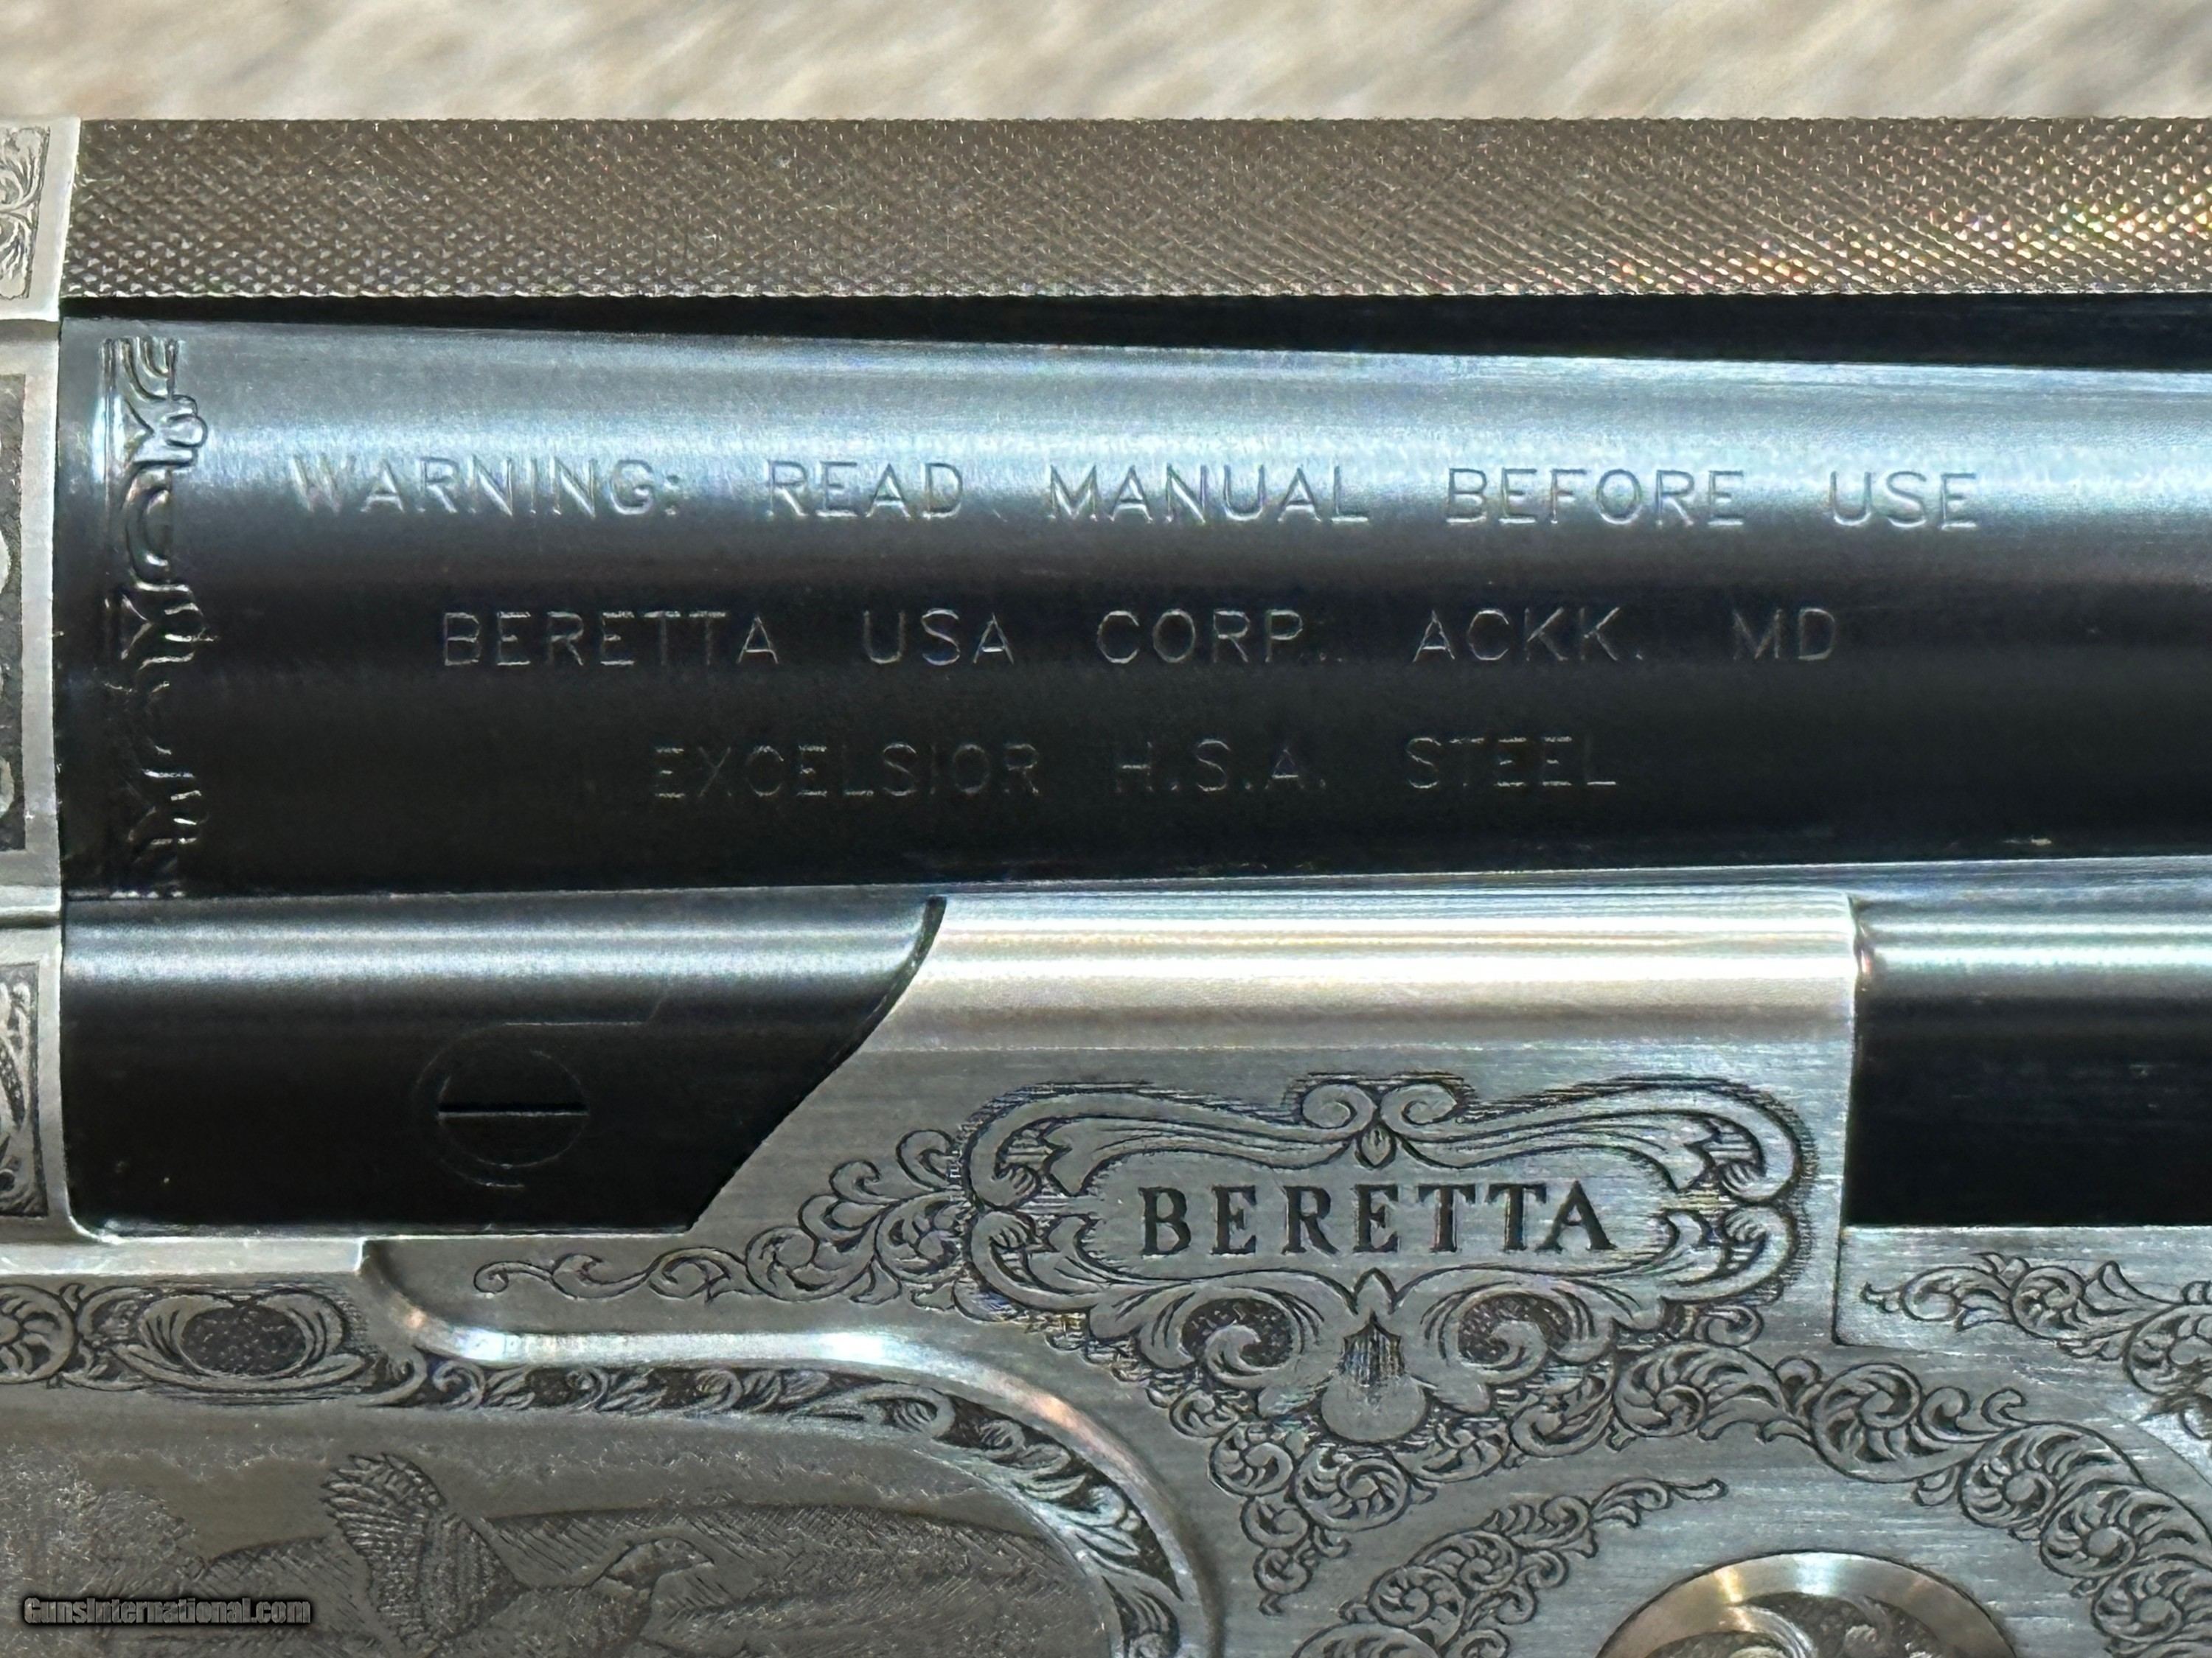 WARNING: READ MANUAL BEFORE USE
BERETTA USA CORP. ACKK. MD
EXCELSIOR H.S.A. STEEL
BERETTA
GunsInternational.com